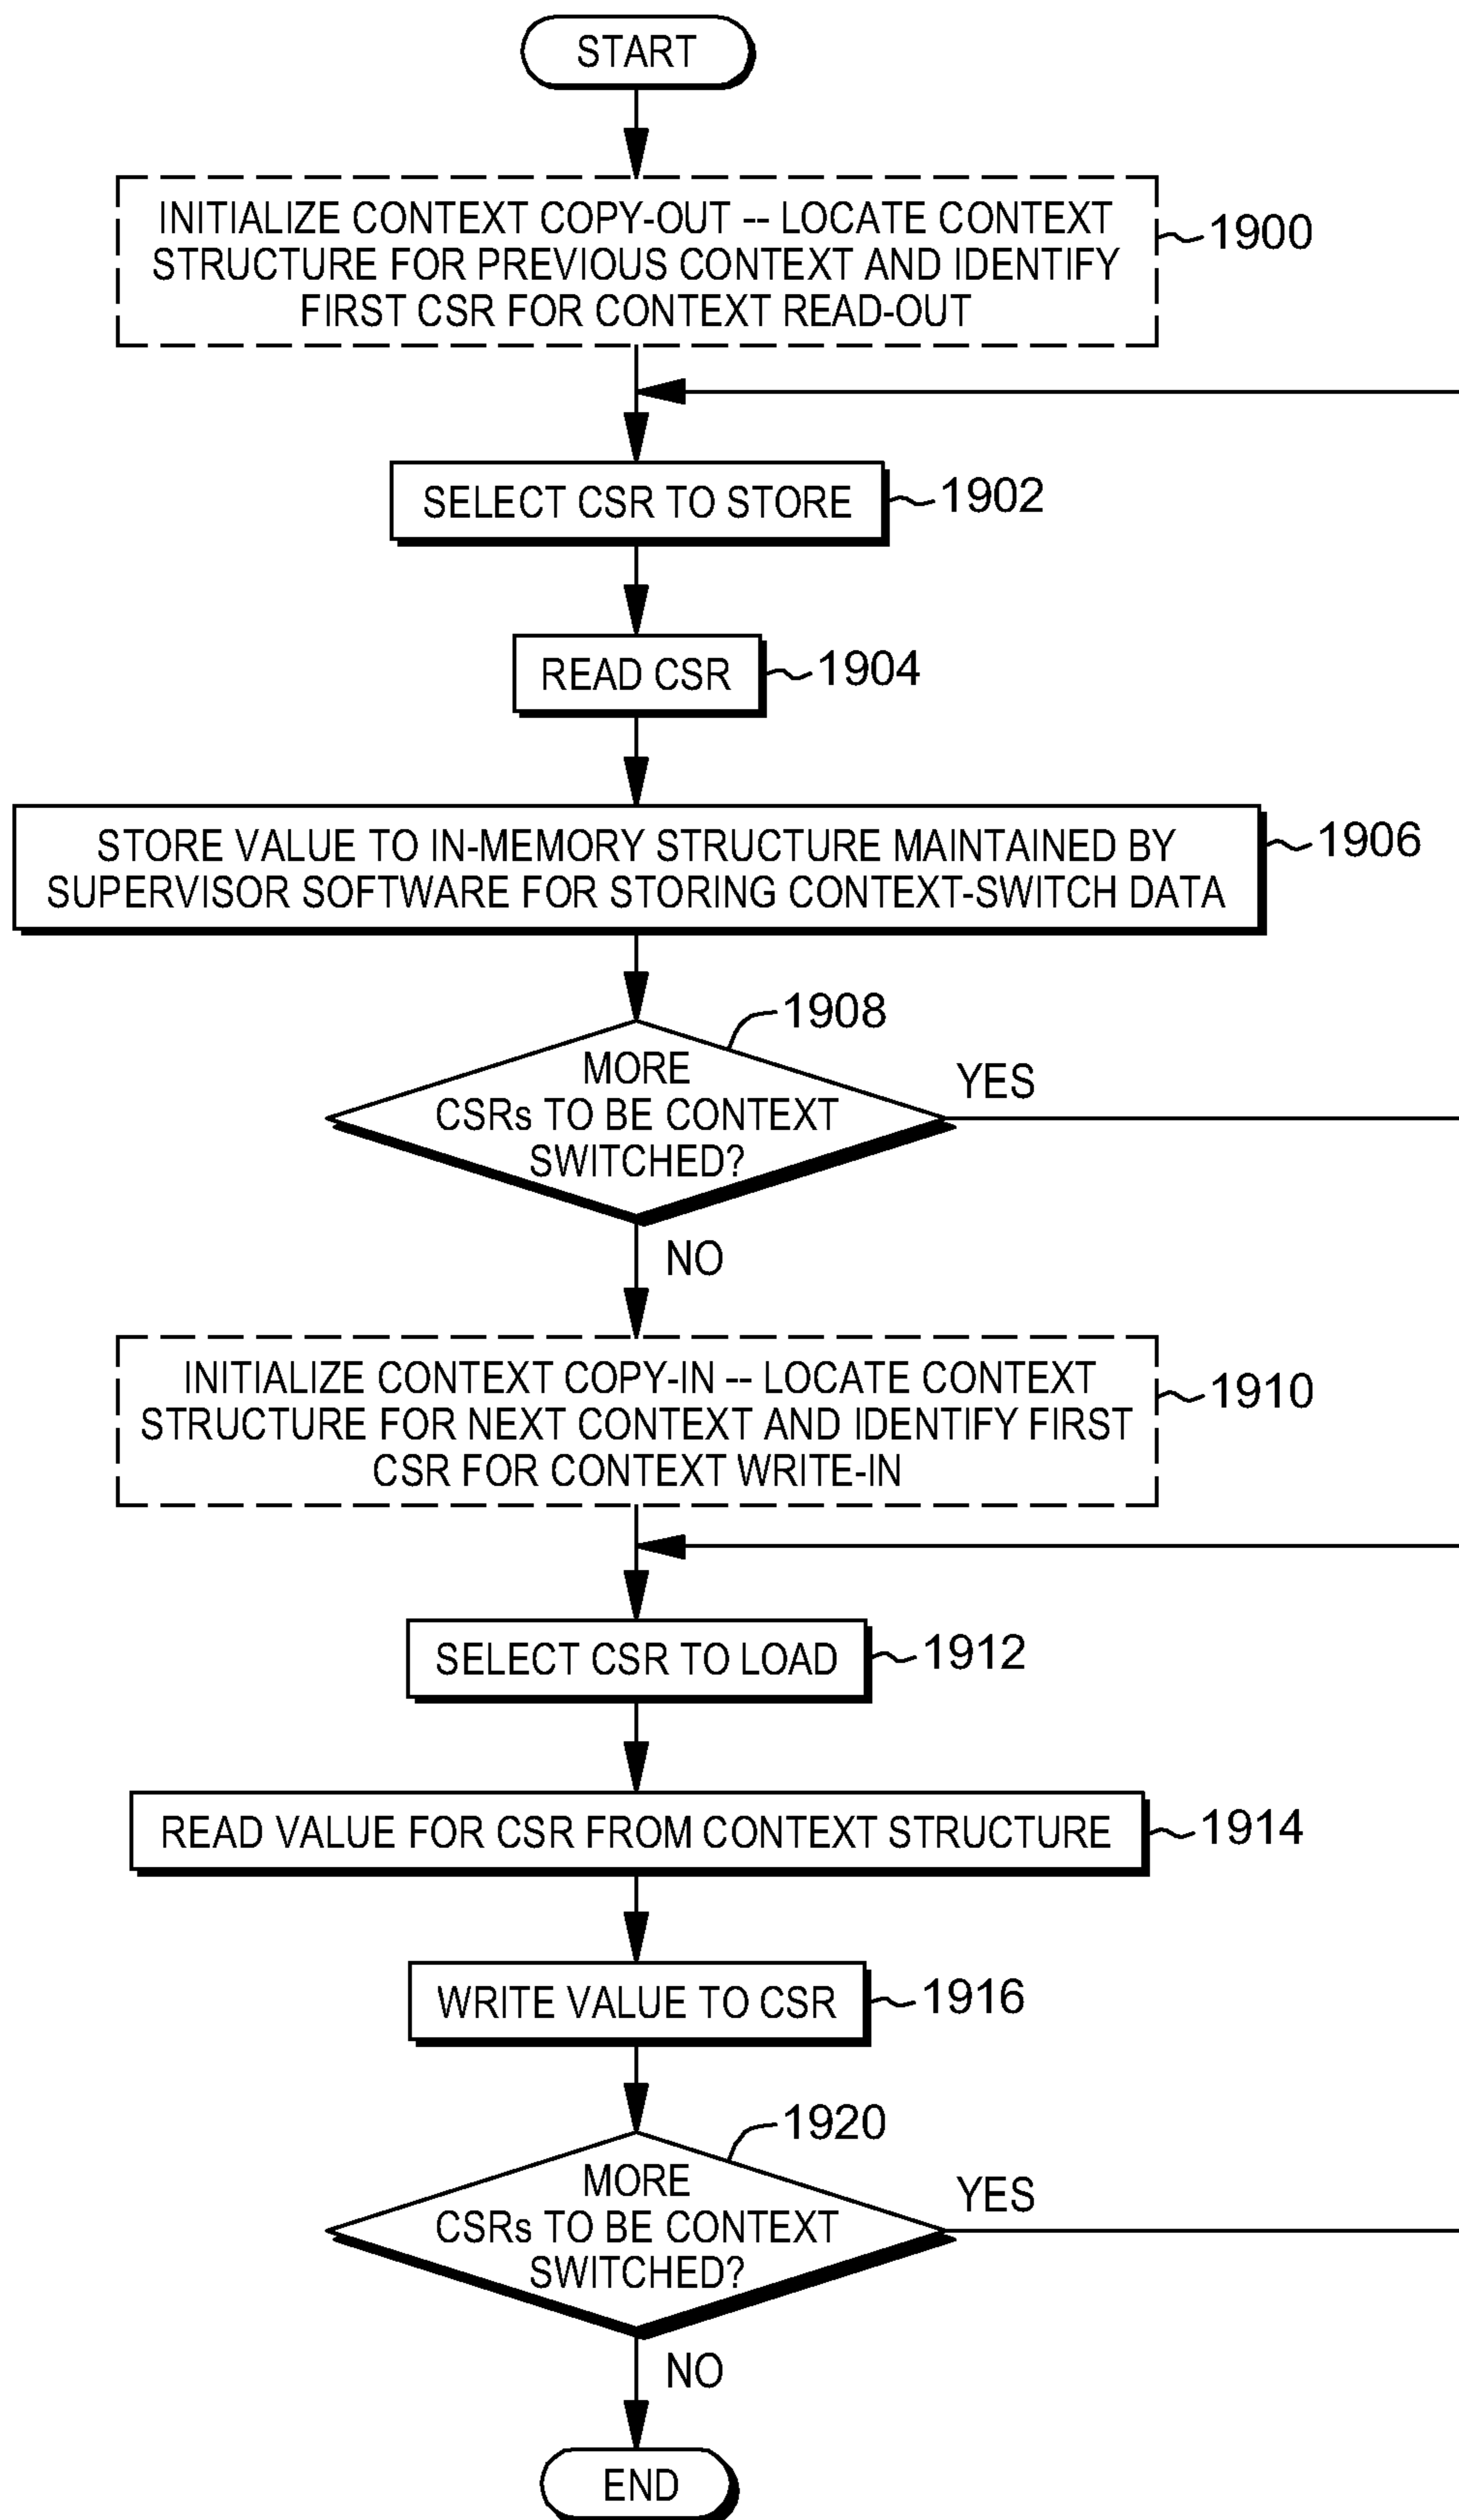 START
INITIALIZE CONTEXT COPY-OUT -- LOCATE CONTEXT
STRUCTURE FOR PREVIOUS CONTEXT AND IDENTIFY
FIRST CSR FOR CONTEXT READ-OUT
1900
SELECT CSR TO STORE
1902
READ CSR
1904
STORE VALUE TO IN-MEMORY STRUCTURE MAINTAINED BY
SUPERVISOR SOFTWARE FOR STORING CONTEXT-SWITCH DATA
1906
1908
MORE
CSRs TO BE CONTEXT
SWITCHED?
YES
NO
INITIALIZE CONTEXT COPY-IN -- LOCATE CONTEXT
STRUCTURE FOR NEXT CONTEXT AND IDENTIFY FIRST
CSR FOR CONTEXT WRITE-IN
1910
SELECT CSR TO LOAD
1912
READ VALUE FOR CSR FROM CONTEXT STRUCTURE
1914
WRITE VALUE TO CSR
1916
1920
MORE
CSRs TO BE CONTEXT
SWITCHED?
YES
NO
END